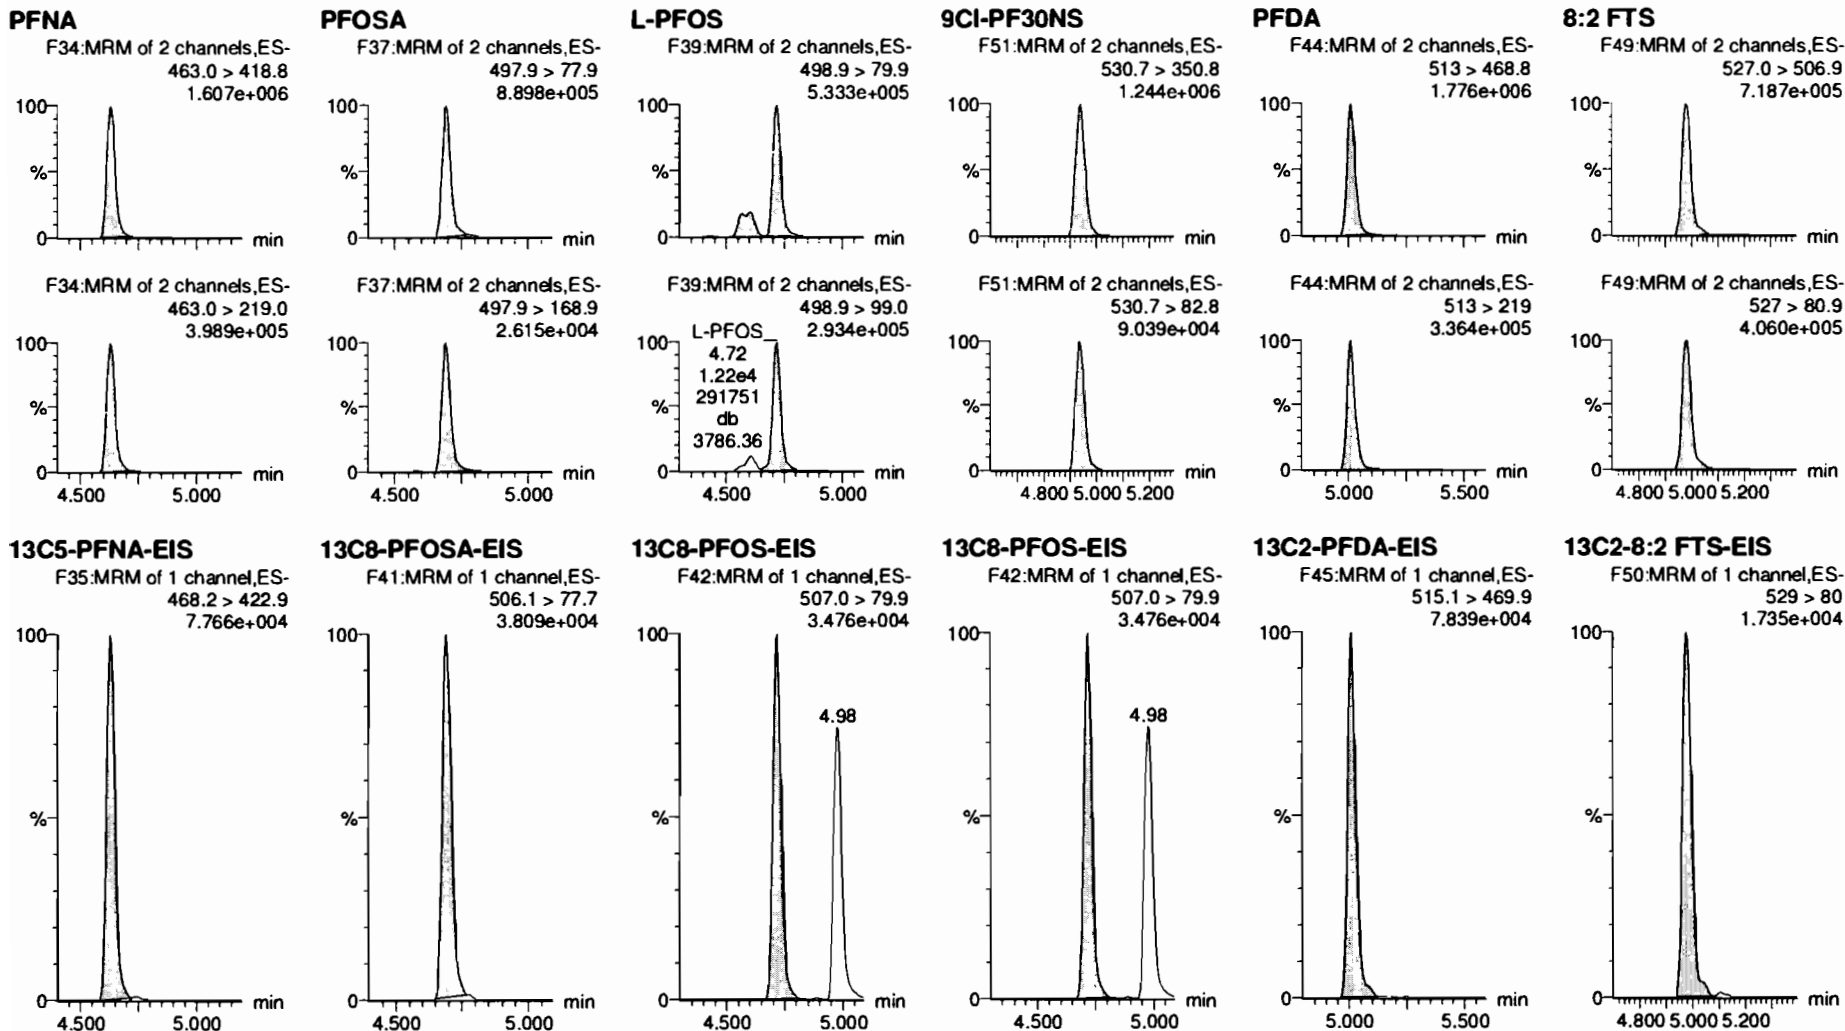 PFNA
F34:MRM of 2 channels,ES-
463.0 > 418.8
1.607e+006
100
%
0
min
F34:MRM of 2 channels,ES-
463.0 > 219.0
3.989e+005
100
%
0
min
4.500 5.000
PFOSA
F37:MRM of 2 channels,ES-
497.9 > 77.9
8.898e+005
100
%
0
min
F37:MRM of 2 channels,ES-
497.9 > 168.9
2.615e+004
100
%
0
min
4.500 5.000
L-PFOS
F39:MRM of 2 channels,ES-
498.9 > 79.9
5.333e+005
100
%
0
min
F39:MRM of 2 channels,ES-
498.9 > 99.0
2.934e+005
L-PFOS
4.72
1.22e4
291751
db
3786.36
100
%
0
min
4.500 5.000
9Cl-PF30NS
F51:MRM of 2 channels,ES-
530.7 > 350.8
1.244e+006
100
%
0
min
F51:MRM of 2 channels,ES-
530.7 > 82.8
9.039e+004
100
%
0
min
4.800 5.000 5.200
PFDA
F44:MRM of 2 channels,ES-
513 > 468.8
1.776e+006
100
%
0
min
F44:MRM of 2 channels,ES-
513 > 219
3.364e+005
100
%
0
min
5.000 5.500
8:2 FTS
F49:MRM of 2 channels,ES-
527.0 > 506.9
7.187e+005
100
%
0
min
F49:MRM of 2 channels,ES-
527 > 80.9
4.060e+005
100
%
0
min
4.800 5.000 5.200
13C5-PFNA-EIS
F35:MRM of 1 channel,ES-
468.2 > 422.9
7.766e+004
100
%
0
min
4.500 5.000
13C8-PFOSA-EIS
F41:MRM of 1 channel,ES-
506.1 > 77.7
3.809e+004
100
%
0
min
4.500 5.000
13C8-PFOS-EIS
F42:MRM of 1 channel,ES-
507.0 > 79.9
3.476e+004
100
4.98
%
0
min
4.500 5.000
13C8-PFOS-EIS
F42:MRM of 1 channel,ES-
507.0 > 79.9
3.476e+004
100
4.98
%
0
min
4.500 5.000
13C2-PFDA-EIS
F45:MRM of 1 channel,ES-
515.1 > 469.9
7.839e+004
100
%
0
min
5.000 5.500
13C2-8:2 FTS-EIS
F50:MRM of 1 channel,ES-
529 > 80
1.735e+004
100
%
0
min
4.800 5.000 5.200